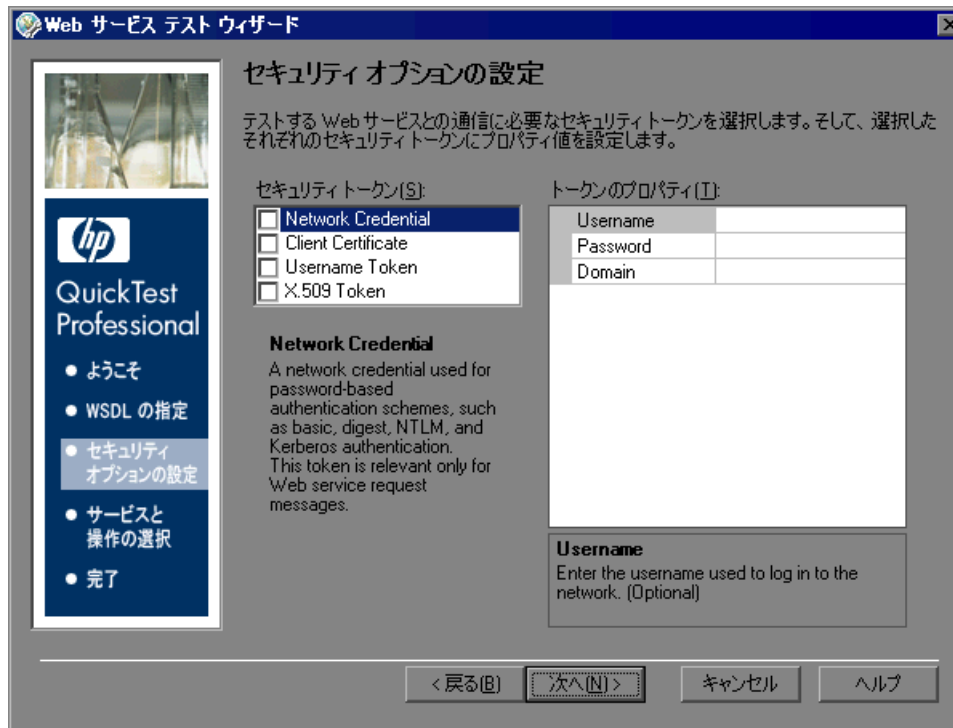 Web サービス テスト ウィザード
hp
QuickTest
Professional
ようこそ
WSDL の指定
セキュリティ
オプションの設定
サービスと
操作の選択
完了
セキュリティ オプションの設定
テストする Web サービスとの通信に必要なセキュリティ トークンを選択します。そして、選択した
それぞれのセキュリティ トークンにプロパティ値を設定します。
セキュリティ トークン(S):
Network Credential
Client Certificate
Username Token
X.509 Token
Network Credential
A network credential used for
password-based
authentication schemes, such
as basic, digest, NTLM, and
Kerberos authentication.
This token is relevant only for
Web service request
messages.
トークンのプロパティ(T):
Username
Password
Domain
Username
Enter the username used to log in to the
network. (Optional)
< 戻る(B)
次へ(N) >
キャンセル
ヘルプ